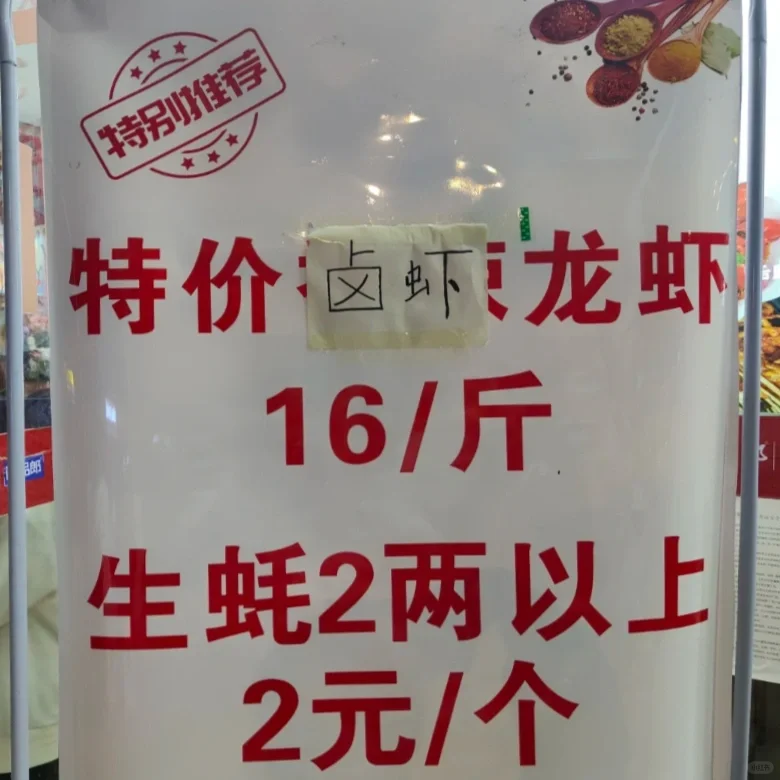 特别推荐
特价卤虾龙虾
16/斤
生蚝2两以上
2元/个